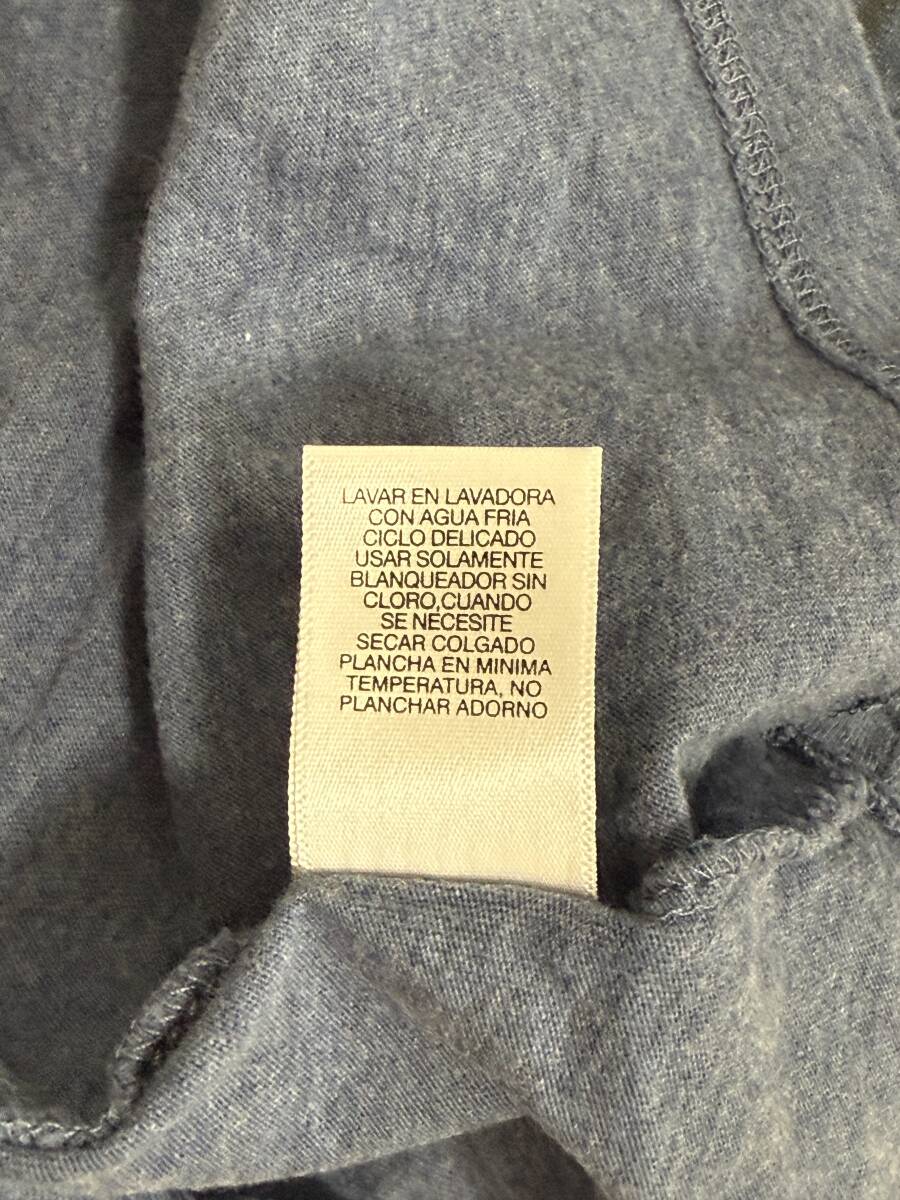 LAVAR EN LAVADORA
CON AGUA FRIA
CICLO DELICADO
USAR SOLAMENTE
BLANQUEADOR SIN
CLORO,CUANDO
SE NECESITE
SECAR COLGADO
PLANCHA EN MINIMA
TEMPERATURA, NO
PLANCHAR ADORNO